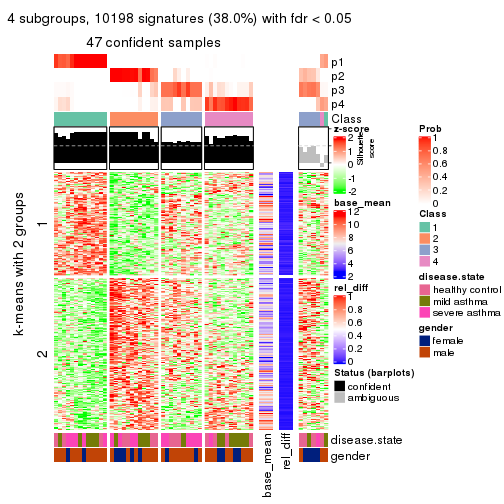 4 subgroups, 10198 signatures (38.0%) with fdr < 0.05
47 confident samples
p1
p2
p3
p4
Class
k-means with 2 groups
1
2
disease.state
gender
base_mean
rel_diff
z-score
2
1
0
-1
-2
Silhouette
score
base_mean
12
10
8
6
4
2
rel_diff
1
0.8
0.6
0.4
0.2
0
Status (barplots)
confident
ambiguous
Prob
1
0.8
0.6
0.4
0.2
0
Class
1
2
3
4
disease.state
healthy control
mild asthma
severe asthma
gender
female
male